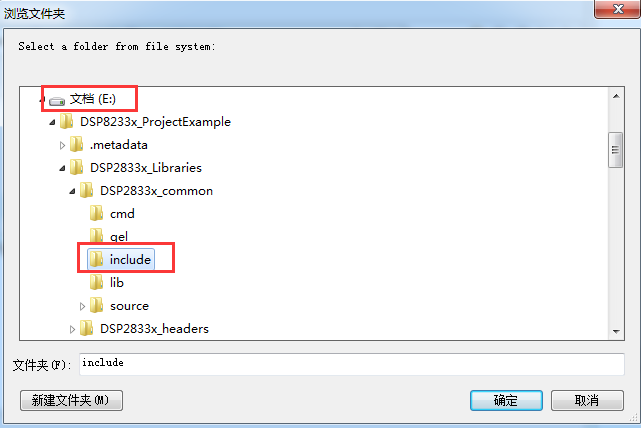 浏览文件夹
Select a folder from file system:
文档 (E:)
DSP8233x_ProjectExample
.metadata
DSP2833x_Libraries
DSP2833x_common
cmd
gel
include
lib
source
DSP2833x_headers
文件夹(F): include
新建文件夹(M) 确定 取消